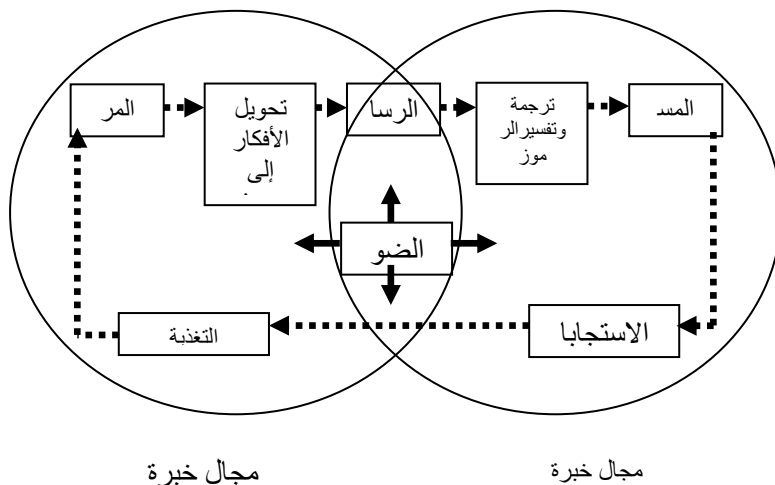 المر
تحويل
الأفكار
إلى
الرسا
ترجمة
وتفسيرالر
موز
المسد
الضو
التغذية
الاستجابا
مجال خبرة
مجال خبرة